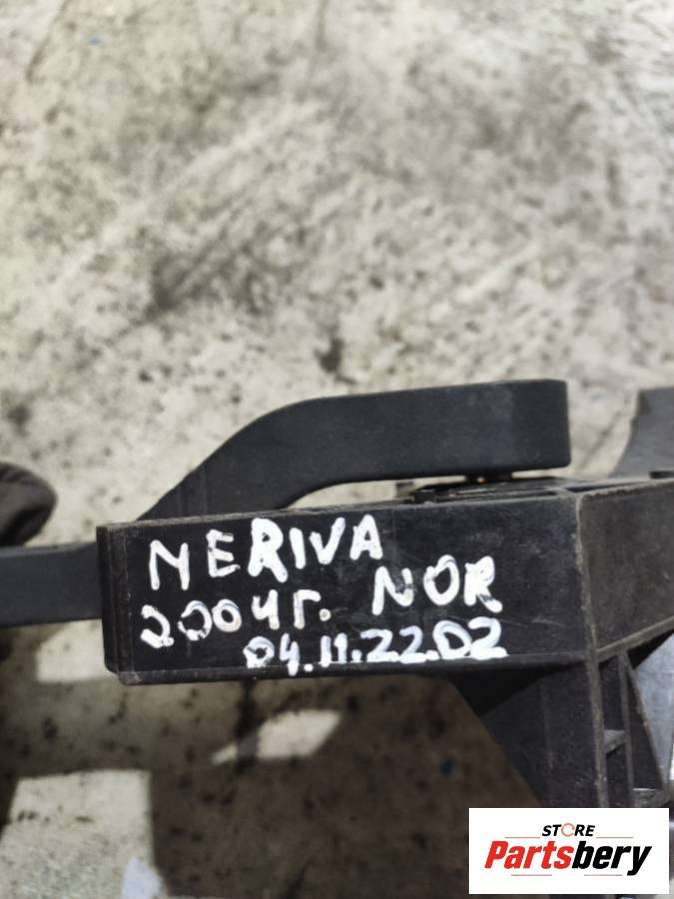 MERIVA
2004г. NOR
04.11.22.02
STORE
Partsbery